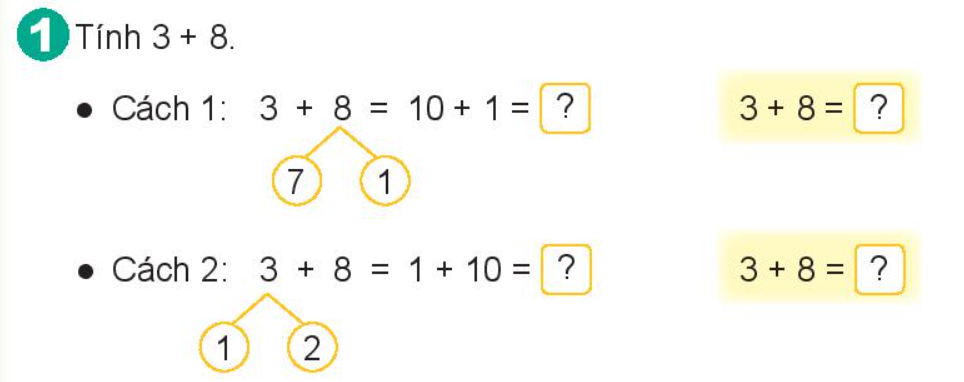 1 Tính 3 + 8.
• Cách 1: 3 + 8 = 10 + 1 = ? 3 + 8 = ?
7 1
• Cách 2: 3 + 8 = 1 + 10 = ? 3 + 8 = ?
1 2